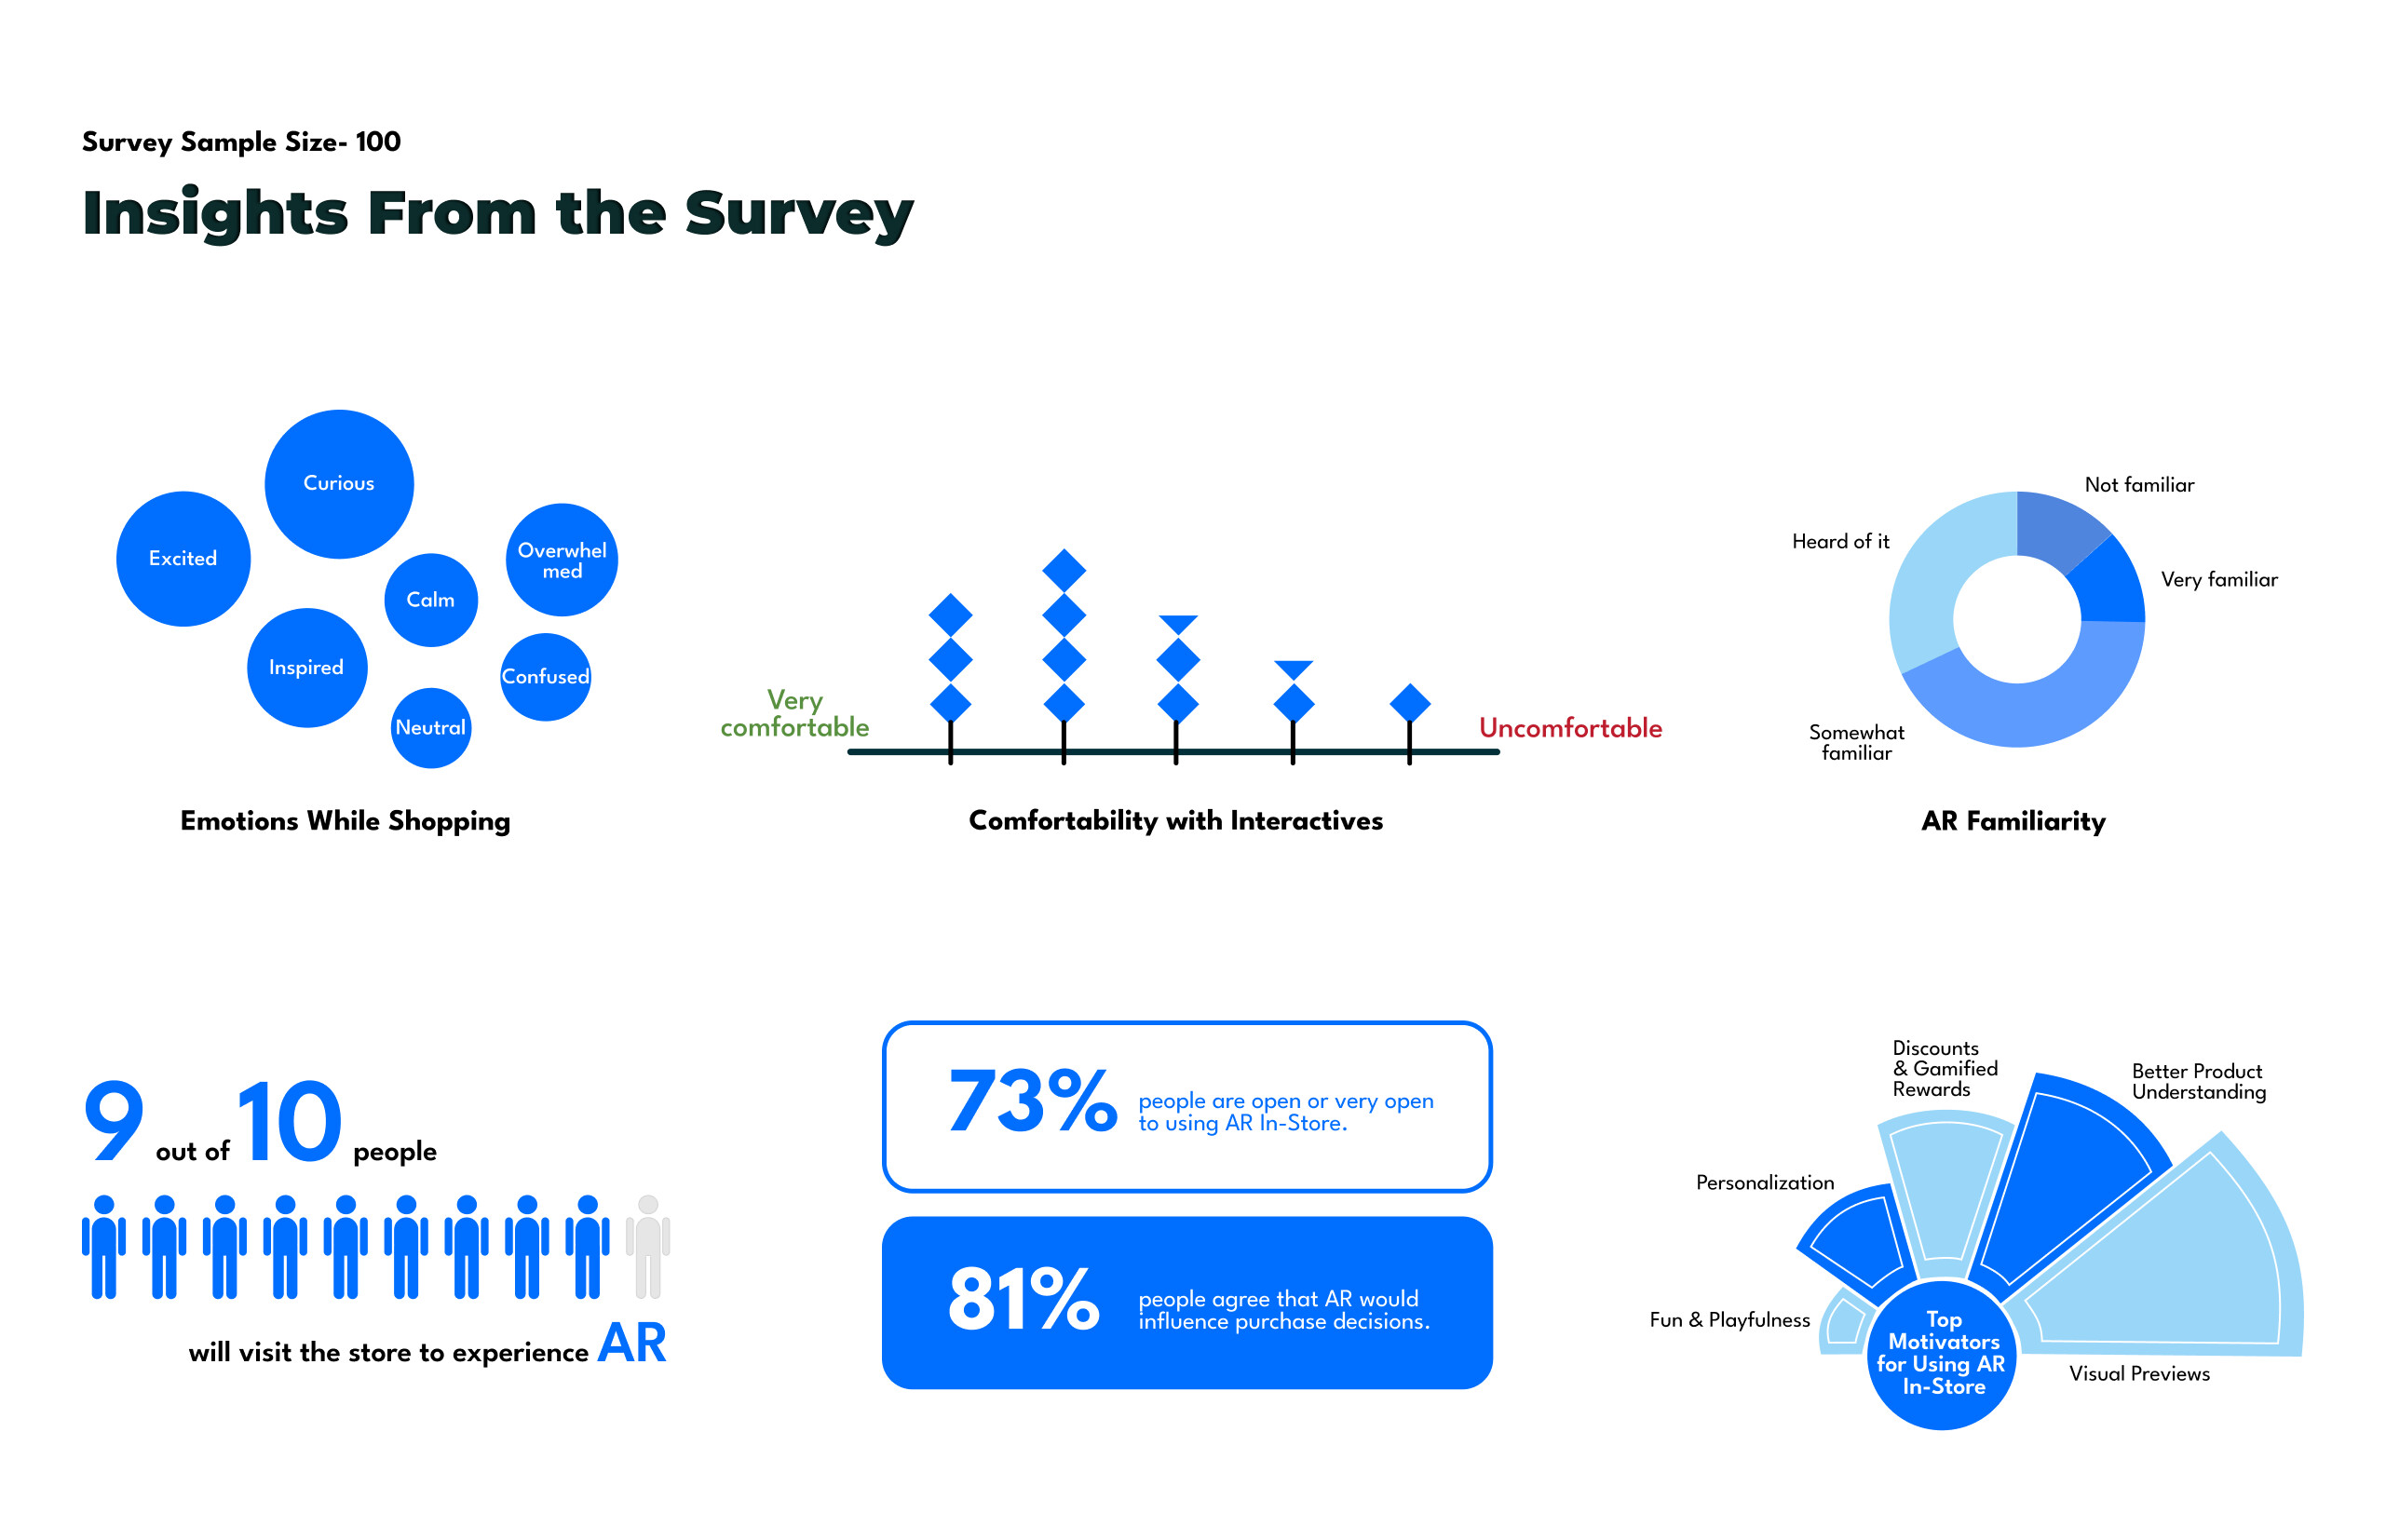 Survey Sample Size- 100
Insights From the Survey
Curious
Excited
Overwhel
med
Calm
Inspired
Confused
Neutral
Emotions While Shopping
Very
comfortable
Uncomfortable
Comfortability with Interactives
Not familiar
Heard of it
Very familiar
Somewhat
familiar
AR Familiarity
9 out of 10 people
will visit the store to experience AR
73% people are open or very open
to using AR In-Store.
81% people agree that AR would
influence purchase decisions.
Discounts
& Gamified
Rewards
Better Product
Understanding
Personalization
Fun & Playfulness
Top
Motivators
for Using AR
In-Store
Visual Previews